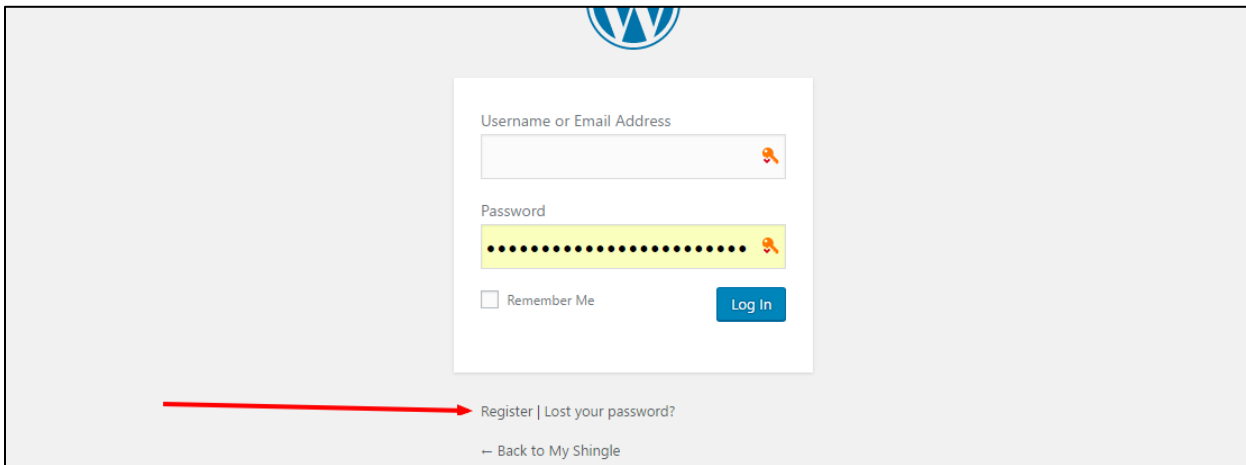 Username or Email Address
Password
Remember Me
Log In
Register | Lost your password?
← Back to My Shingle